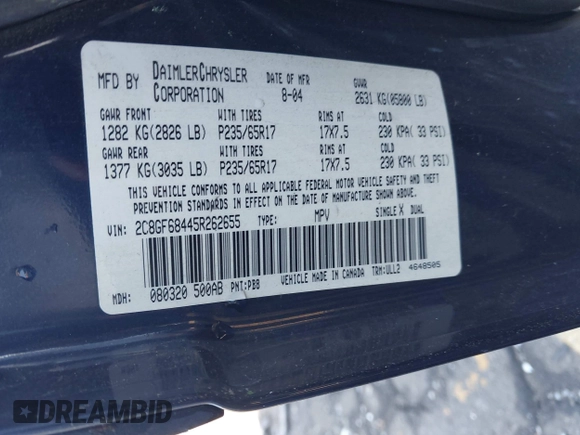 MFD BY DAIMLERCHRYSLER CORPORATION DATE OF MFR 8-04 GVWR 2631 KG(05800 LB)
GAWR FRONT WITH TIRES RIMS AT COLD
1282 KG(2826 LB) P235/65R17 17X7.5 230 KPA( 33 PSI)
GAWR REAR WITH TIRES RIMS AT COLD
1377 KG(3035 LB) P235/65R17 17X7.5 230 KPA( 33 PSI)
THIS VEHICLE CONFORMS TO ALL APPLICABLE FEDERAL MOTOR VEHICLE SAFETY AND THEFT
PREVENTION STANDARDS IN EFFECT ON THE DATE OF MANUFACTURE SHOWN ABOVE
VIN: 2C8GF68445R262655 TYPE: MPV SINGLE X DUAL
MDH: 080320 500AB PNT:PBB VEHICLE MADE IN CANADA TRM:ULL2 4648505
DREAMBID